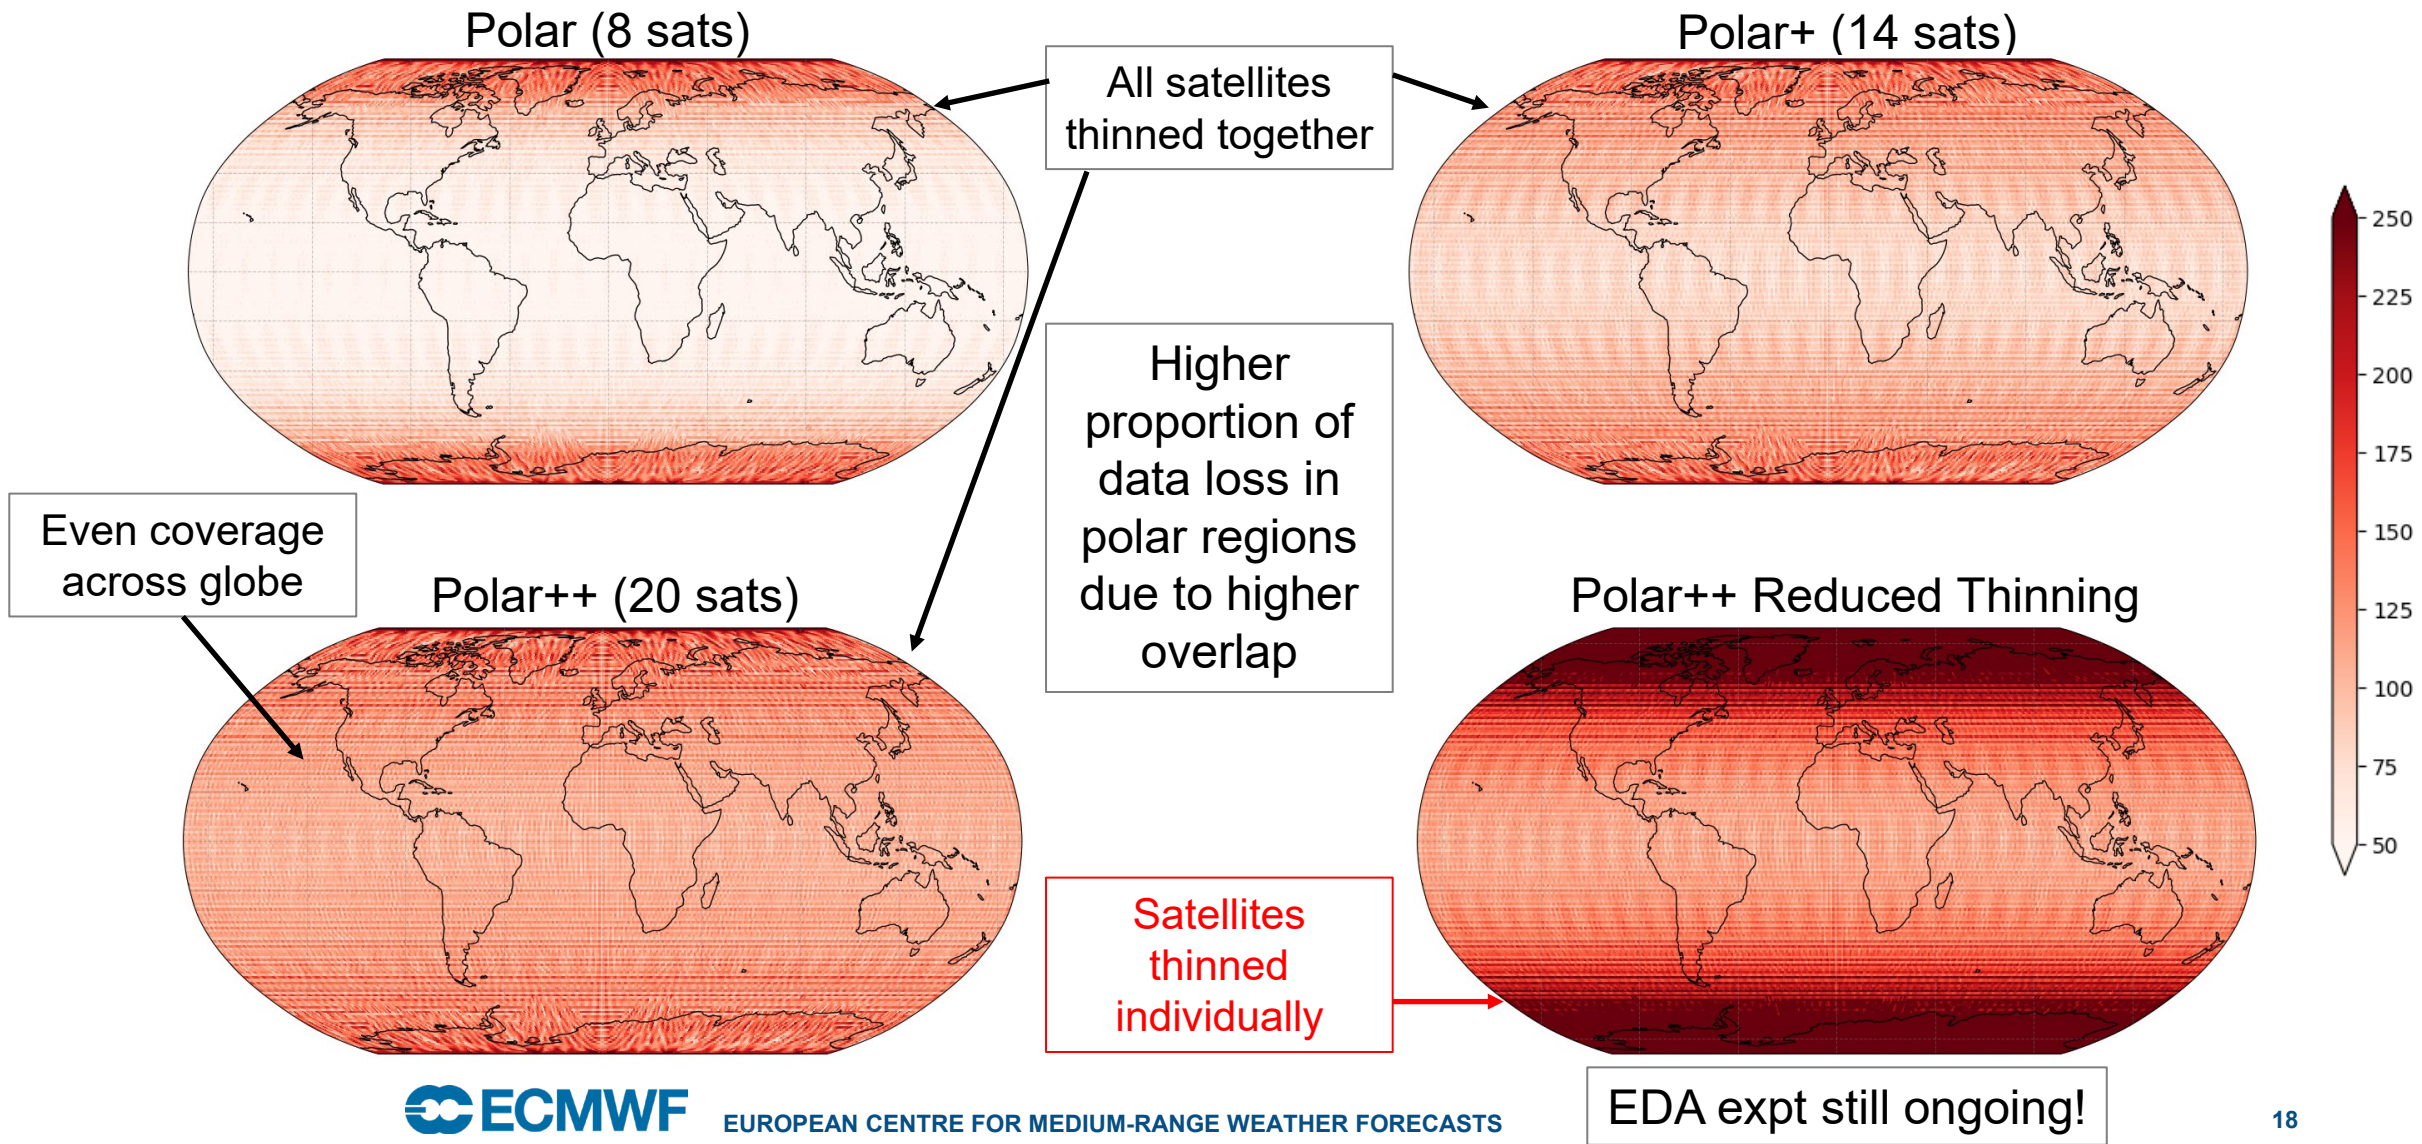 Polar (8 sats)
Polar+ (14 sats)
All satellites
thinned together
250
225
200
175
150
125
100
75
50
Higher
proportion of
data loss in
polar regions
due to higher
overlap
Even coverage
across globe
Polar++ (20 sats)
Polar++ Reduced Thinning
Satellites
thinned
individually
EDA expt still ongoing!
ECMWF
EUROPEAN CENTRE FOR MEDIUM-RANGE WEATHER FORECASTS
18